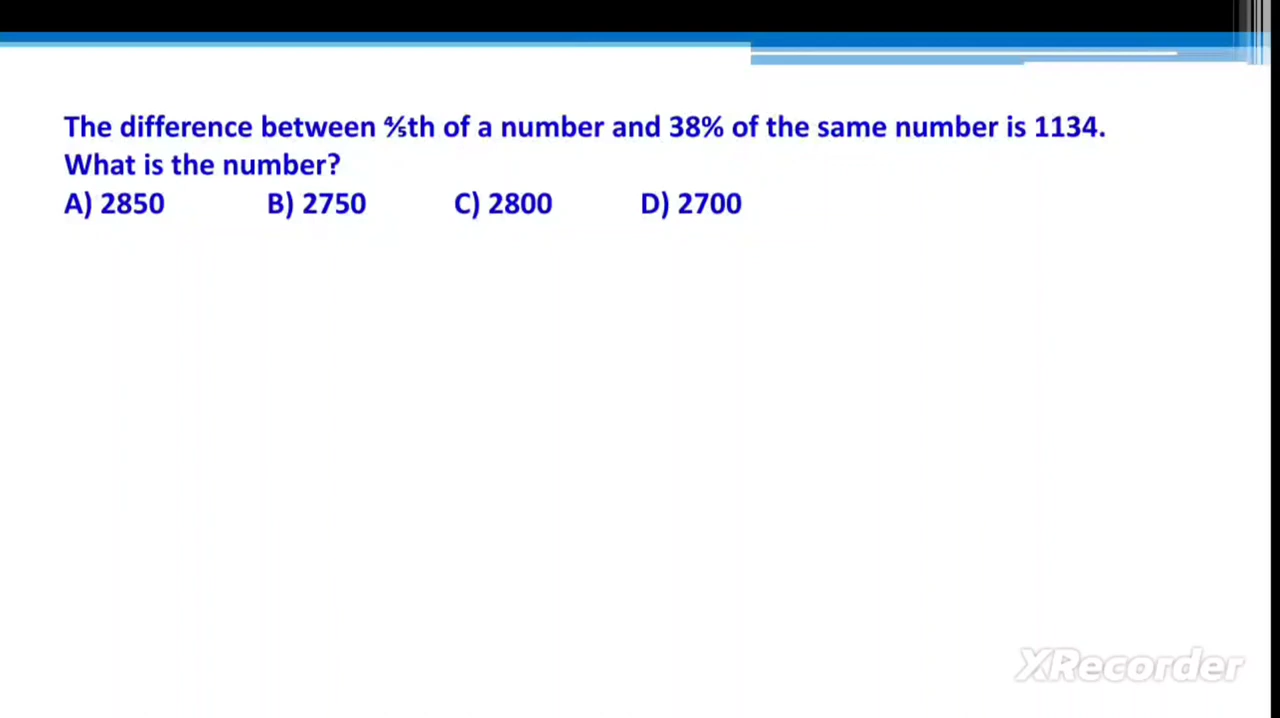 The difference between ⅘th of a number and 38% of the same number is 1134.
What is the number?
A) 2850 B) 2750 C) 2800 D) 2700
XRecorder